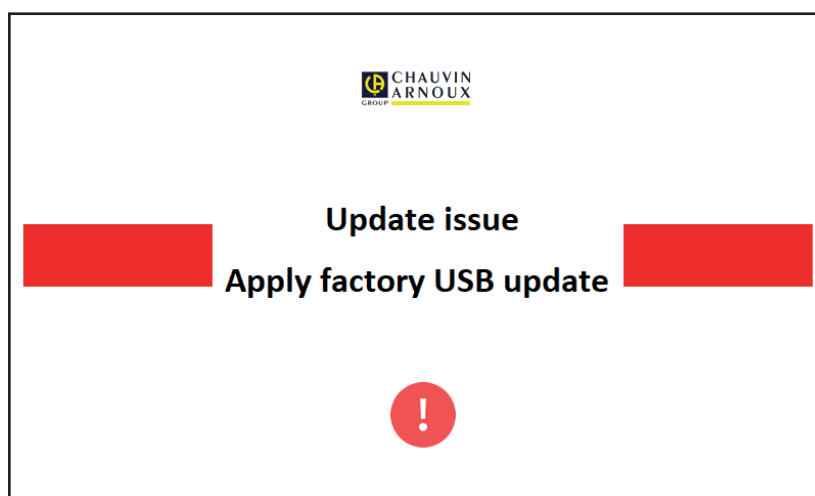 CHAUVIN
ARNOUX
GROUP
Update issue
Apply factory USB update
!